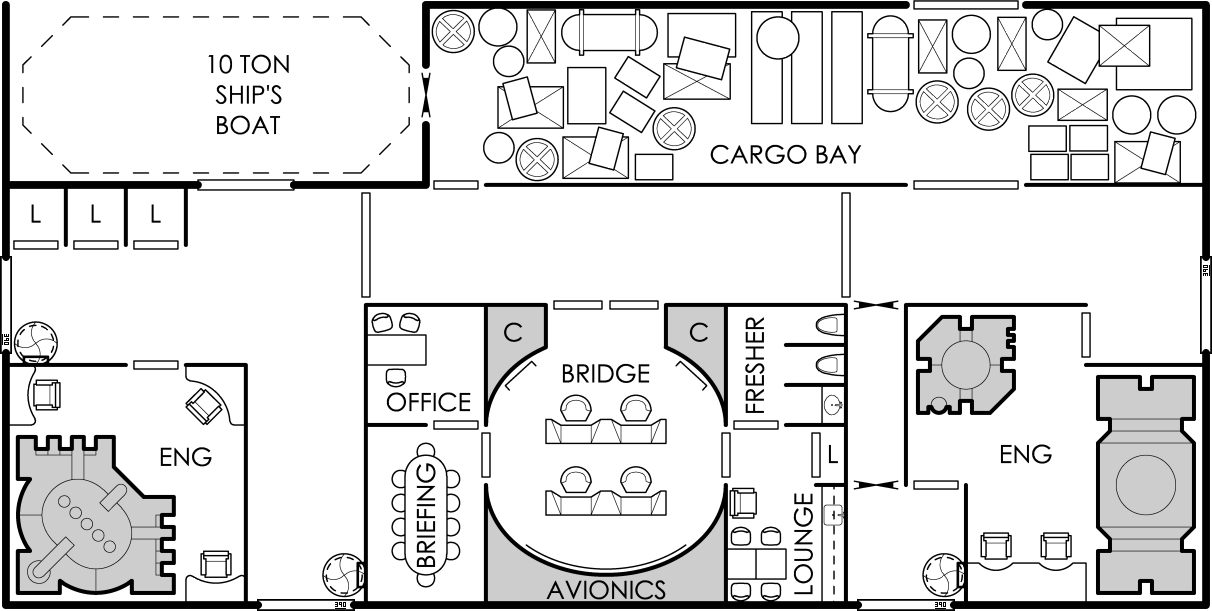 10 TON
SHIP'S
BOAT
CARGO BAY
L
L
L
C
C
BRIDGE
FRESHER
OFFICE
ENG
BRIEFING
L
ENG
LOUNGE
AVIONICS